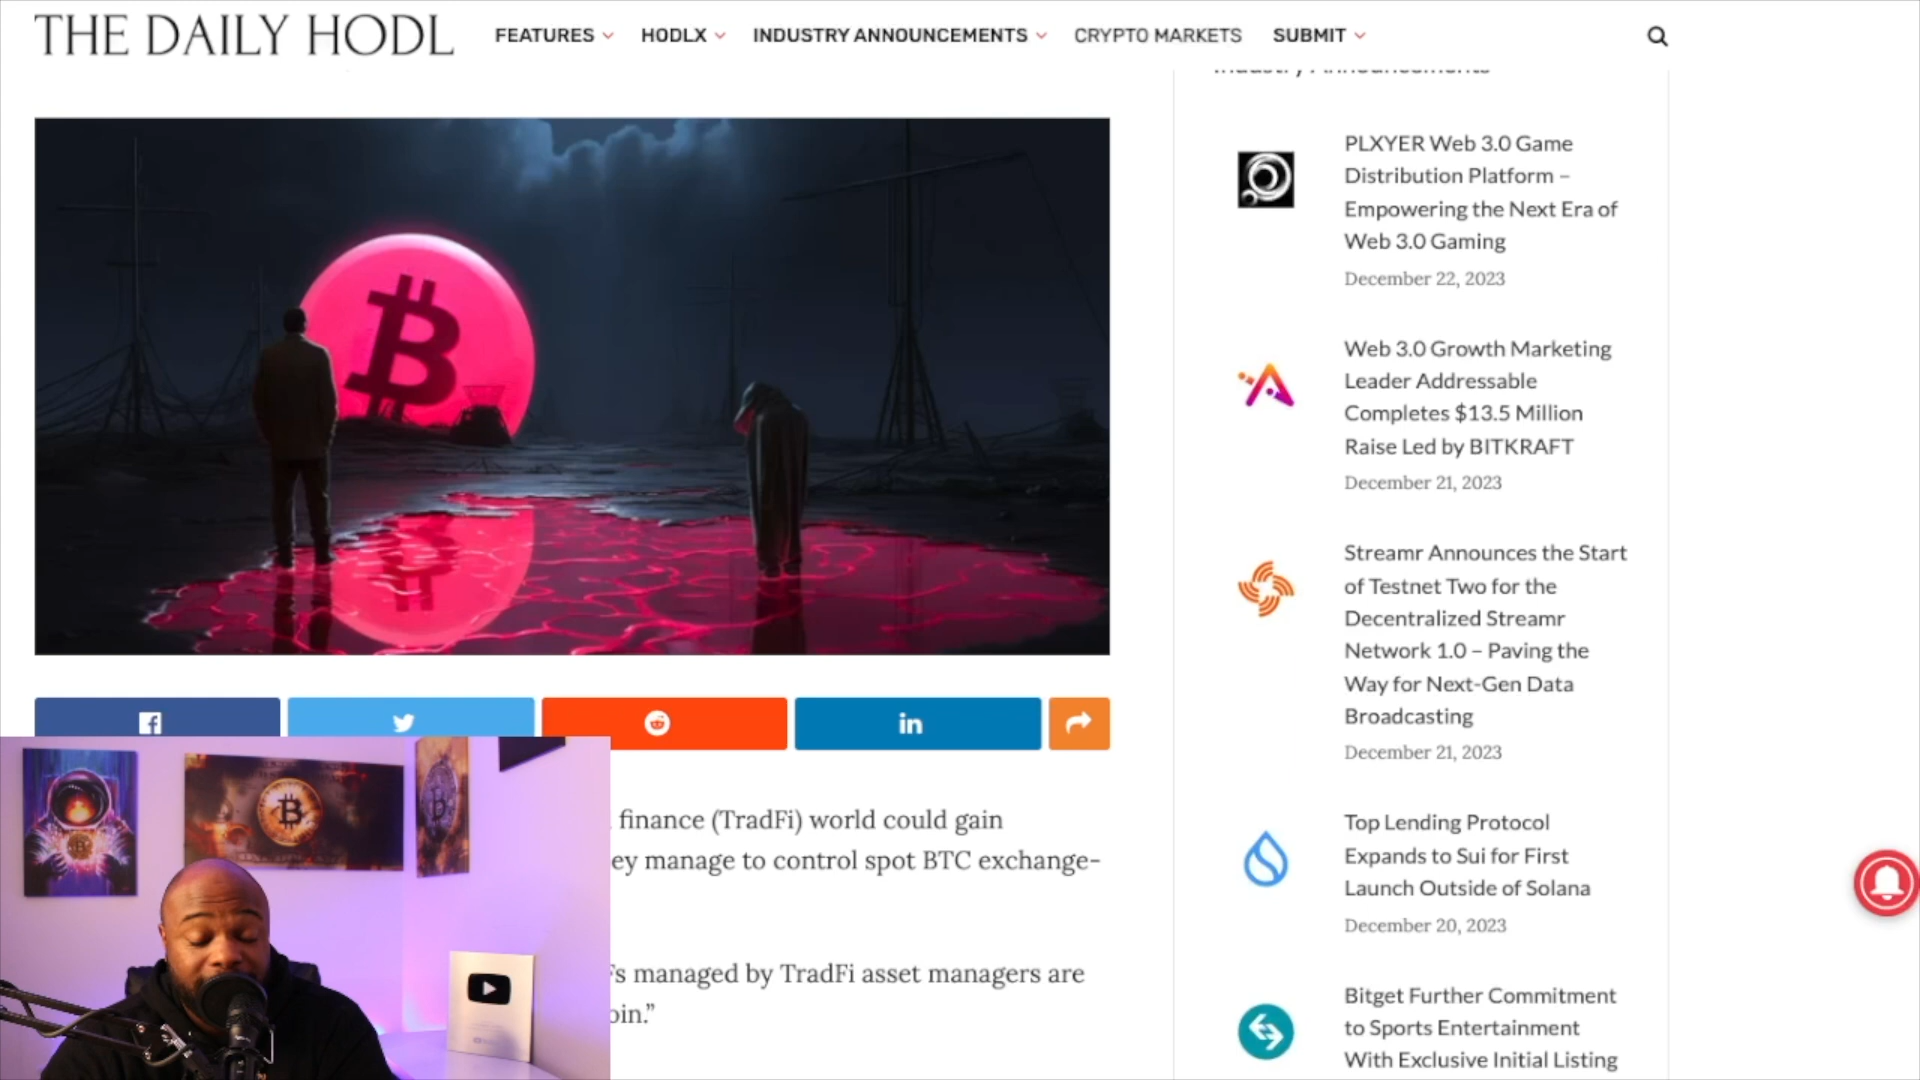 THE DAILY HODL
FEATURES
HODLX
INDUSTRY ANNOUNCEMENTS
CRYPTO MARKETS
SUBMIT
Industry Announcements
PLXYER Web 3.0 Game
Distribution Platform –
Empowering the Next Era of
Web 3.0 Gaming
December 22, 2023
Web 3.0 Growth Marketing
Leader Addressable
Completes $13.5 Million
Raise Led by BITKRAFT
December 21, 2023
Streamr Announces the Start
of Testnet Two for the
Decentralized Streamr
Network 1.0 – Paving the
Way for Next-Gen Data
Broadcasting
December 21, 2023
Top Lending Protocol
Expands to Sui for First
Launch Outside of Solana
December 20, 2023
Bitget Further Commitment
to Sports Entertainment
With Exclusive Initial Listing
finance (TradFi) world could gain
ey manage to control spot BTC exchange-
Fs managed by TradFi asset managers are
oin.”